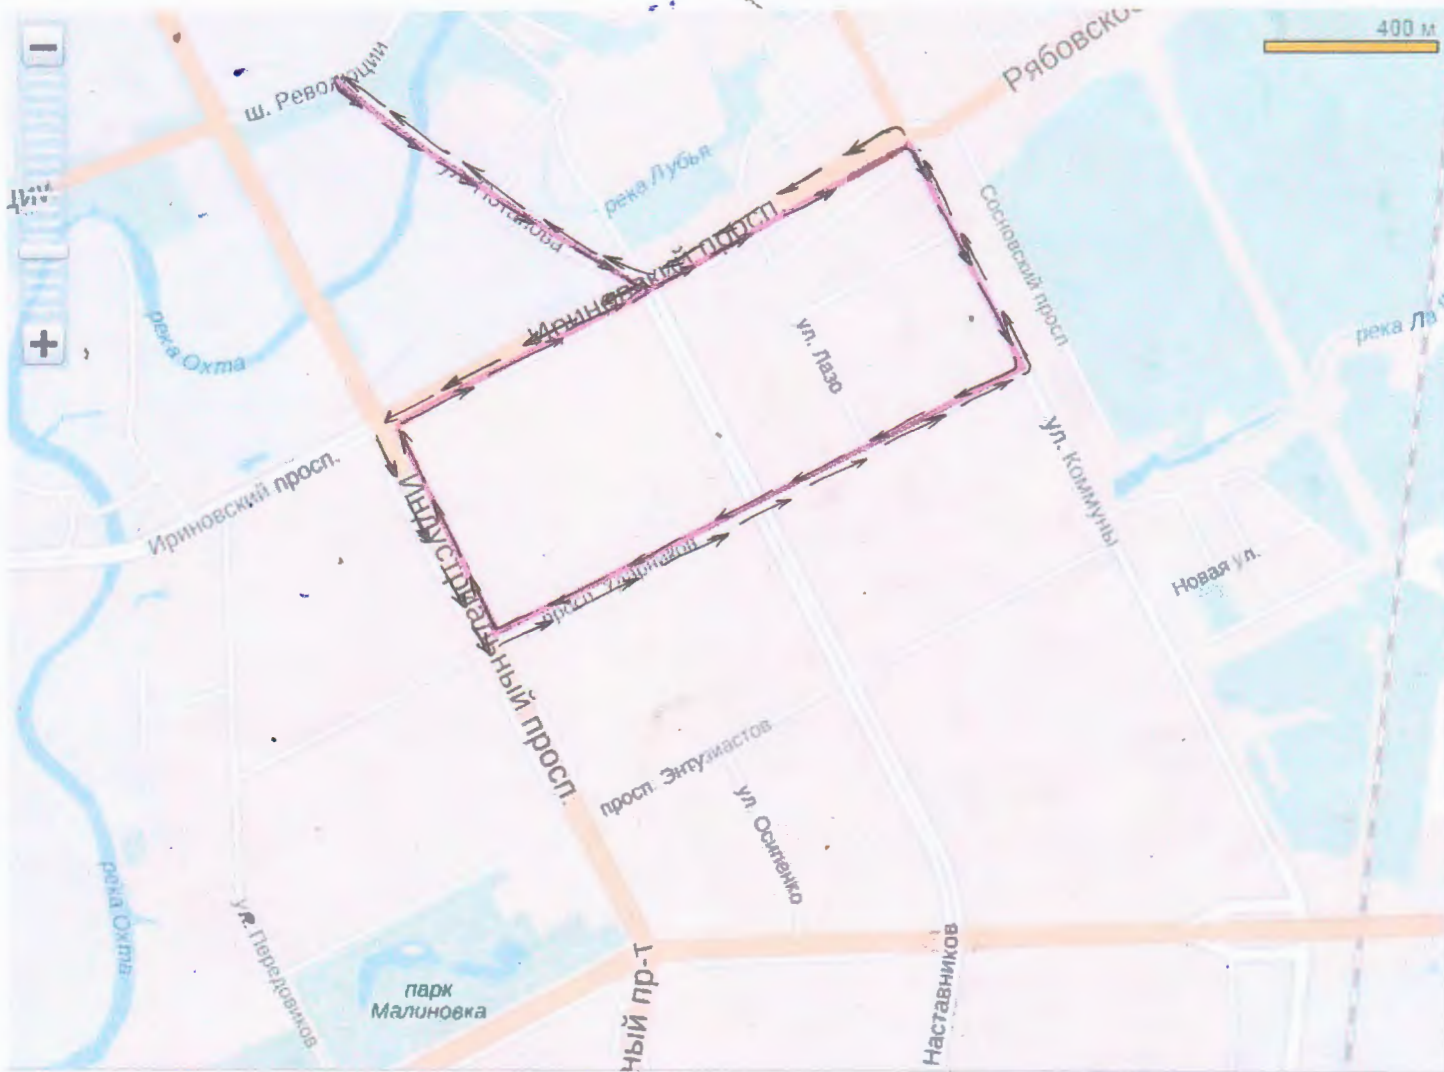 400 м
Рябовско
ш. Революции
ции
река Лубья
ул. Потапова
Ириновский просп.
Сосновский просп
река Ла
река Охта
ул. Лазо
Ириновский просп.
ул. Коммуны
Индустриальный просп.
просп. Ударников
Новая ул.
просп. Энтузиастов
ул. Осипенко
река Охта
ул. Передовиков
парк
Малиновка
ный пр-т
Наставников